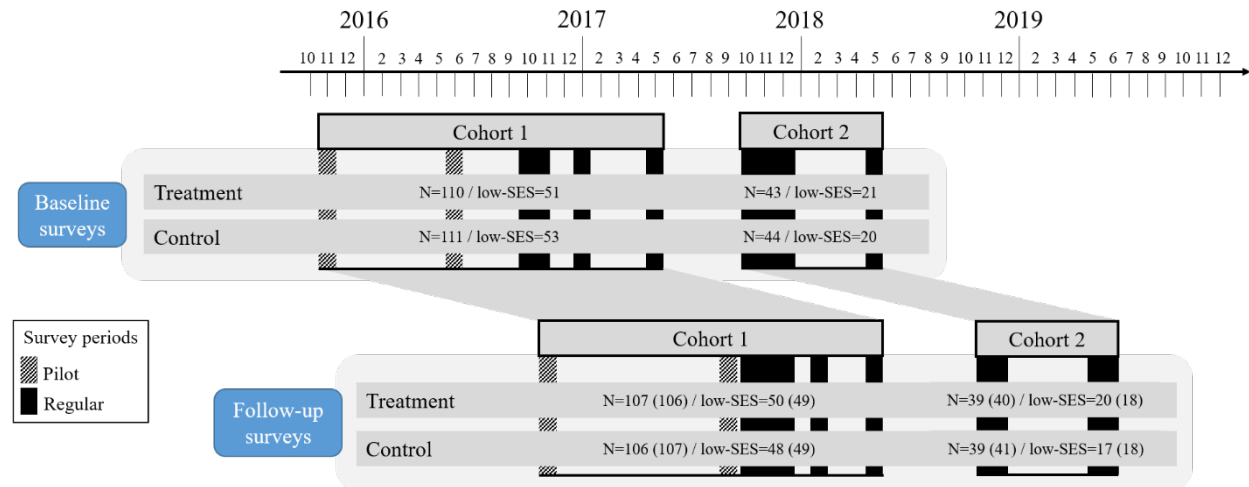 2016 2017 2018 2019
10 11 12 2 3 4 5 6 7 8 9 10 11 12 2 3 4 5 6 7 8 9 10 11 12 2 3 4 5 6 7 8 9 10 11 12 2 3 4 5 6 7 8 9 10 11 12
Cohort 1 Cohort 2
Baseline
surveys
Treatment N=110 / low-SES=51 N=43 / low-SES=21
Control N=111 / low-SES=53 N=44 / low-SES=20
Survey periods
Pilot
Regular
Cohort 1 Cohort 2
Follow-up
surveys
Treatment N=107 (106) / low-SES=50 (49) N=39 (40) / low-SES=20 (18)
Control N=106 (107) / low-SES=48 (49) N=39 (41) / low-SES=17 (18)